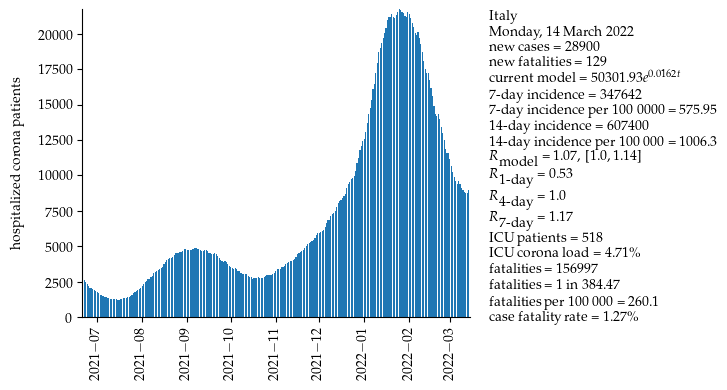 hospitalized corona patients
20000
17500
15000
12500
10000
7500
5000
2500
0
2021−07
2021−08
2021−09
2021−10
2021−11
2021−12
2022−01
2022−02
2022−03
Italy
Monday, 14 March 2022
new cases = 28900
new fatalities = 129
current model = 50301.93e^0.0162t
7-day incidence = 347642
7-day incidence per 100 0000 = 575.95
14-day incidence = 607400
14-day incidence per 100 000 = 1006.3
R_model = 1.07, [1.0, 1.14]
R_1-day = 0.53
R_4-day = 1.0
R_7-day = 1.17
ICU patients = 518
ICU corona load = 4.71%
fatalities = 156997
fatalities = 1 in 384.47
fatalities per 100 000 = 260.1
case fatality rate = 1.27%